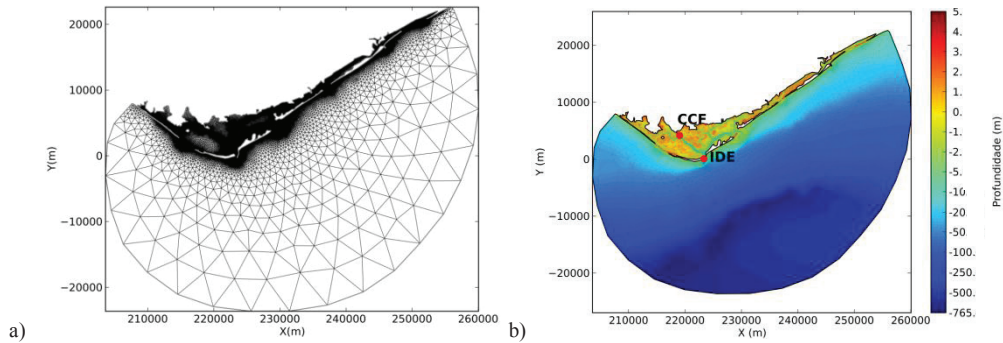 20000
10000
0
−10000
−20000
Y(m)
210000 220000 230000 240000 250000 260000
X(m)
a)
20000
10000
0
−10000
−20000
Y (m)
CCF
IDE
210000 220000 230000 240000 250000 260000
X (m)
b)
5.
4.
3.
2.
1.
0.
-1.
-2.
-5.
-10.
-20.
-50.
-100.
-250.
-500.
-765.
Profundidade (m)